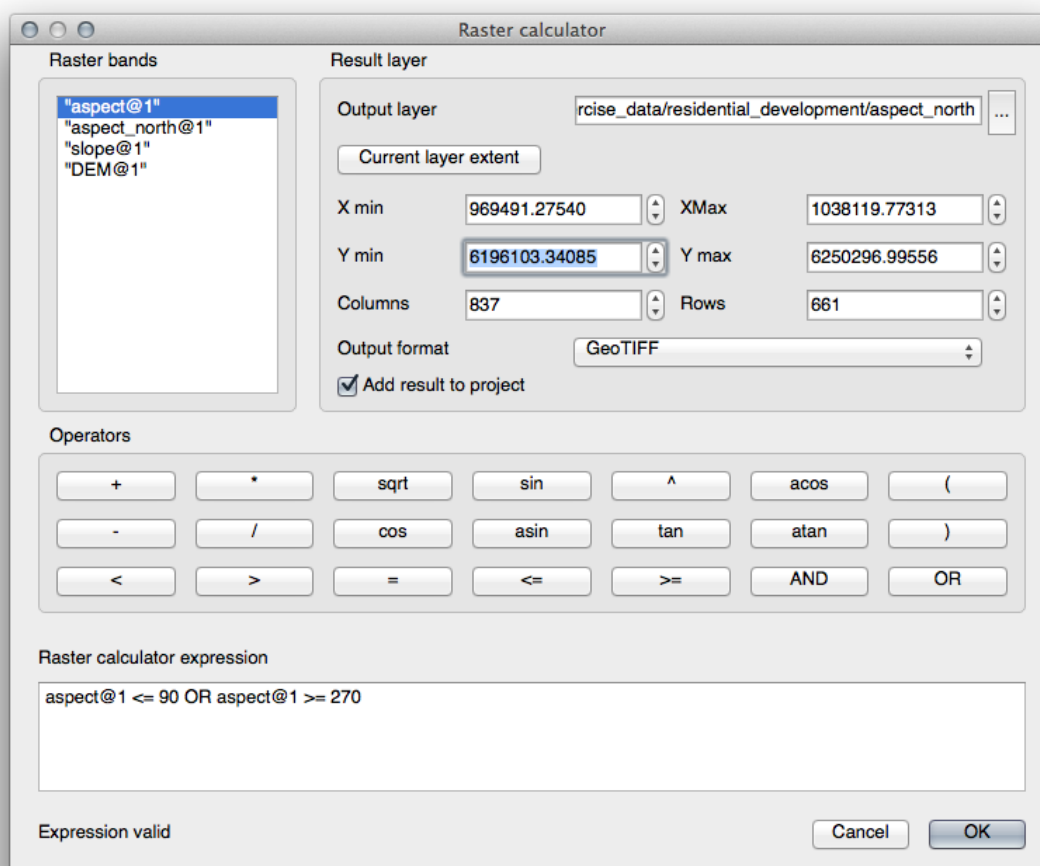 Raster calculator
Raster bands
"aspect@1"
"aspect_north@1"
"slope@1"
"DEM@1"
Result layer
Output layer rcise_data/residential_development/aspect_north ...
Current layer extent
X min 969491.27540 XMax 1038119.77313
Y min 6196103.34085 Y max 6250296.99556
Columns 837 Rows 661
Output format GeoTIFF
Add result to project
Operators
+ * sqrt sin ^ acos (
- / cos asin tan atan )
< > = <= >= AND OR
Raster calculator expression
aspect@1 <= 90 OR aspect@1 >= 270
Expression valid Cancel OK